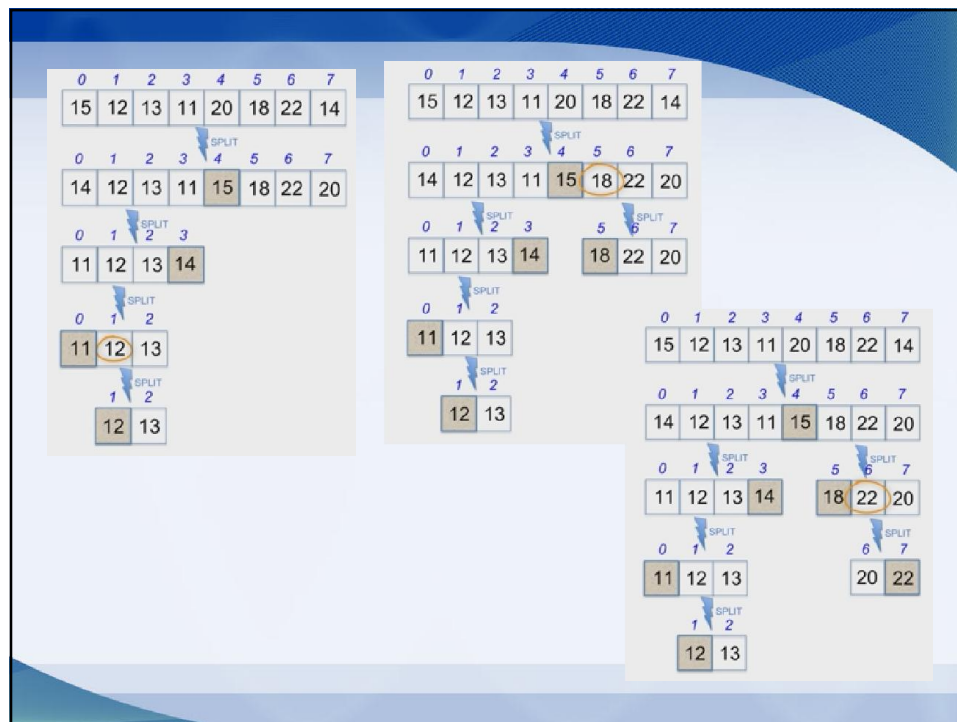 0 1 2 3 4 5 6 7
15 12 13 11 20 18 22 14
SPLIT
0 1 2 3 4 5 6 7
14 12 13 11 15 18 22 20
SPLIT
0 1 2 3
11 12 13 14
SPLIT
0 1 2
11 12 13
SPLIT
1 2
12 13
0 1 2 3 4 5 6 7
15 12 13 11 20 18 22 14
SPLIT
0 1 2 3 4 5 6 7
14 12 13 11 15 18 22 20
SPLIT SPLIT
0 1 2 3 5 6 7
11 12 13 14 18 22 20
SPLIT
0 1 2
11 12 13
SPLIT
1 2
12 13
0 1 2 3 4 5 6 7
15 12 13 11 20 18 22 14
SPLIT
0 1 2 3 4 5 6 7
14 12 13 11 15 18 22 20
SPLIT SPLIT
0 1 2 3 5 6 7
11 12 13 14 18 22 20
SPLIT SPLIT
0 1 2 6 7
11 12 13 20 22
SPLIT
1 2
12 13